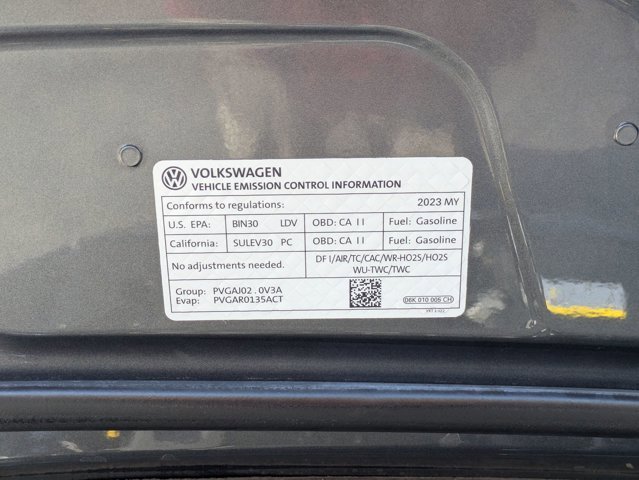 VOLKSWAGEN
VEHICLE EMISSION CONTROL INFORMATION
Conforms to regulations: 2023 MY
U.S. EPA: BIN30 LDV OBD: CA II Fuel: Gasoline
California: SULEV30 PC OBD: CA II Fuel: Gasoline
No adjustments needed. DFI/AIR/TC/CAC/WR-HO2S/HO2S
WU-TWC/TWC
Group: PVGAJ02.0V3A
Evap: PVGAR0135ACT
06K 010 005 CH